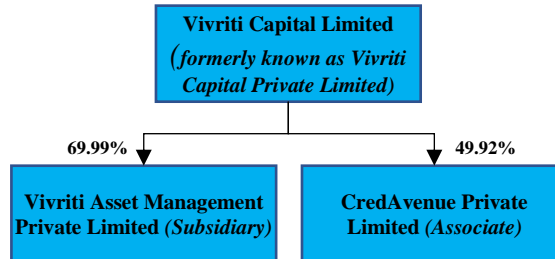 Vivriti Capital Limited
(formerly known as Vivriti
Capital Private Limited)
69.99%
49.92%
Vivriti Asset Management
Private Limited (Subsidiary)
CredAvenue Private
Limited (Associate)